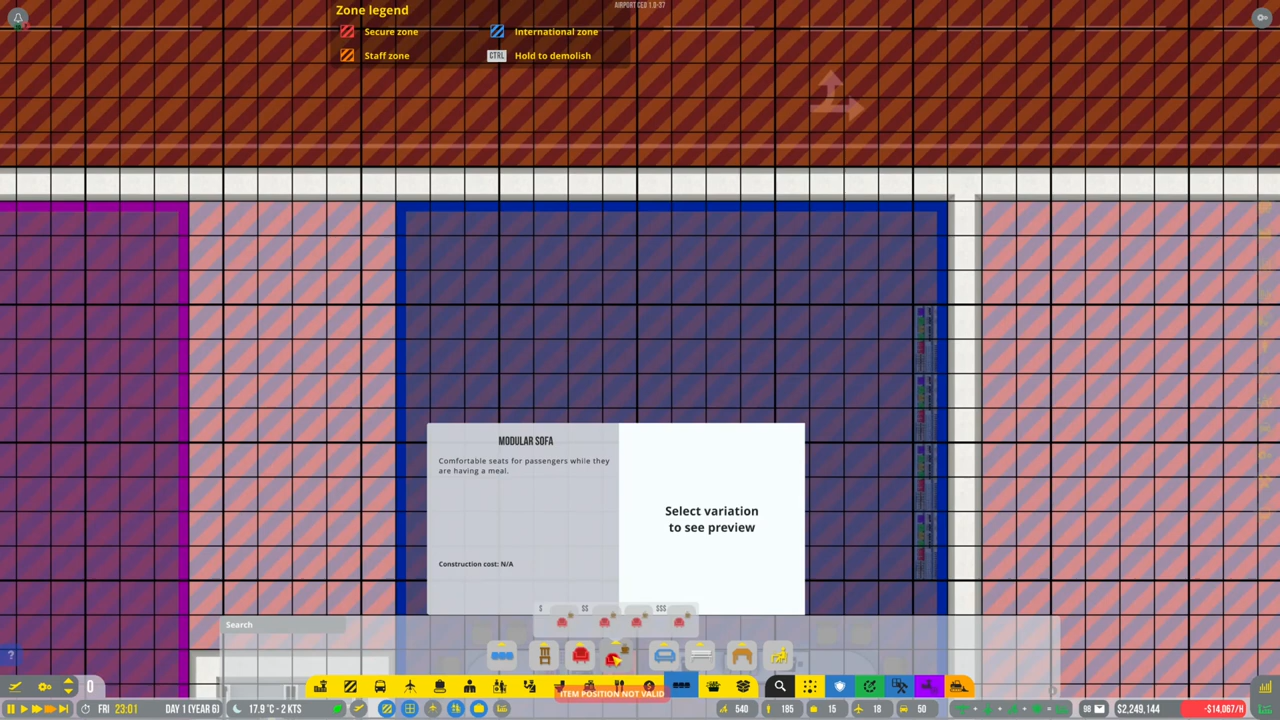 AIRPORT CEO 1.0-37
Zone legend
Secure zone
International zone
Staff zone
CTRL Hold to demolish
MODULAR SOFA
Comfortable seats for passengers while they
are having a meal.
Select variation
to see preview
Construction cost: N/A
$ $$ $$$
Search
?
0
ITEM POSITION NOT VALID
FRI 23:01 DAY 1 (YEAR 6) 17.9°C - 2 KTS 540 185 15 18 50 98 $2,249,144 -$14,067/H